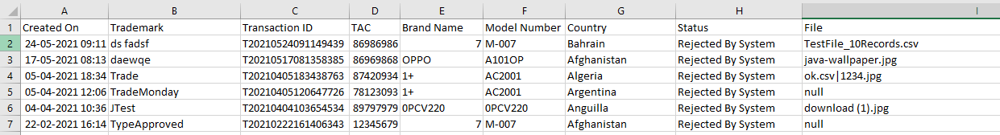 A B C D E F G H I
1 Created On Trademark Transaction ID TAC Brand Name Model Number Country Status File
2 24-05-2021 09:11 ds fadsf T20210524091149439 86986986 7 M-007 Bahrain Rejected By System TestFile_10Records.csv
3 17-05-2021 08:13 daewqe T20210517081358385 86969868 OPPO A101OP Afghanistan Rejected By System java-wallpaper.jpg
4 05-04-2021 18:34 Trade T20210405183438763 87420934 1+ AC2001 Algeria Rejected By System ok.csv|1234.jpg
5 05-04-2021 12:06 TradeMonday T20210405120647726 78123093 1+ AC2001 Argentina Rejected By System null
6 04-04-2021 10:36 JTest T20210404103654534 89797979 0PCV220 0PCV220 Anguilla Rejected By System download (1).jpg
7 22-02-2021 16:14 TypeApproved T20210222161406343 12345679 7 M-007 Afghanistan Rejected By System null